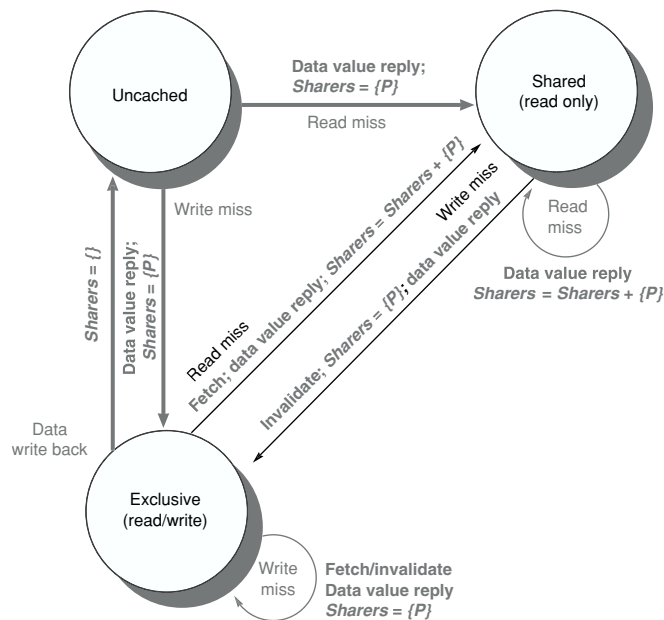 Uncached
Data value reply;
Sharers = {P}
Read miss
Shared
(read only)
Write miss
Read
miss
Data value reply
Sharers = Sharers + {P}
Sharers = {}
Data value reply;
Sharers = {P}
Read miss
Fetch; data value reply; Sharers = Sharers + {P}
Write miss
Invalidate; Sharers = {P}; data value reply
Data
write back
Exclusive
(read/write)
Write
miss
Fetch/invalidate
Data value reply
Sharers = {P}